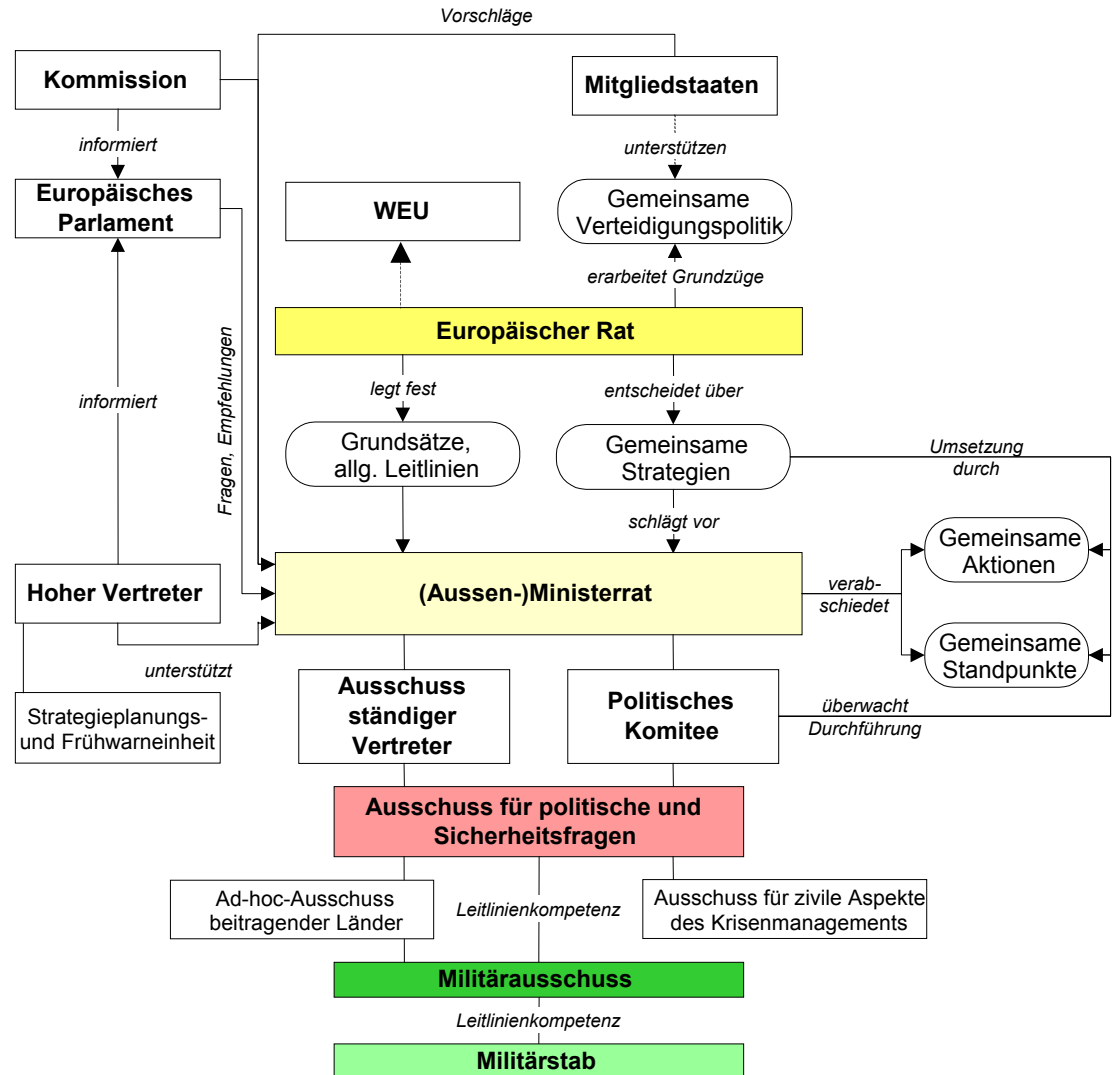 Vorschläge
Kommission
Mitgliedstaaten
informiert
unterstützen
Europäisches
Parlament
WEU
Gemeinsame
Verteidigungspolitik
erarbeitet Grundzüge
Europäischer Rat
Fragen, Empfehlungen
informiert
legt fest
entscheidet über
Grundsätze,
allg. Leitlinien
Gemeinsame
Strategien
Umsetzung
durch
schlägt vor
Hoher Vertreter
(Aussen-)Ministerrat
verab-
schiedet
Gemeinsame
Aktionen
Gemeinsame
Standpunkte
unterstützt
Strategieplanungs-
und Frühwarneinheit
Ausschuss
ständiger
Vertreter
Politisches
Komitee
überwacht
Durchführung
Ausschuss für politische und
Sicherheitsfragen
Ad-hoc-Ausschuss
beitragender Länder
Leitlinienkompetenz
Ausschuss für zivile Aspekte
des Krisenmanagements
Militärausschuss
Leitlinienkompetenz
Militärstab